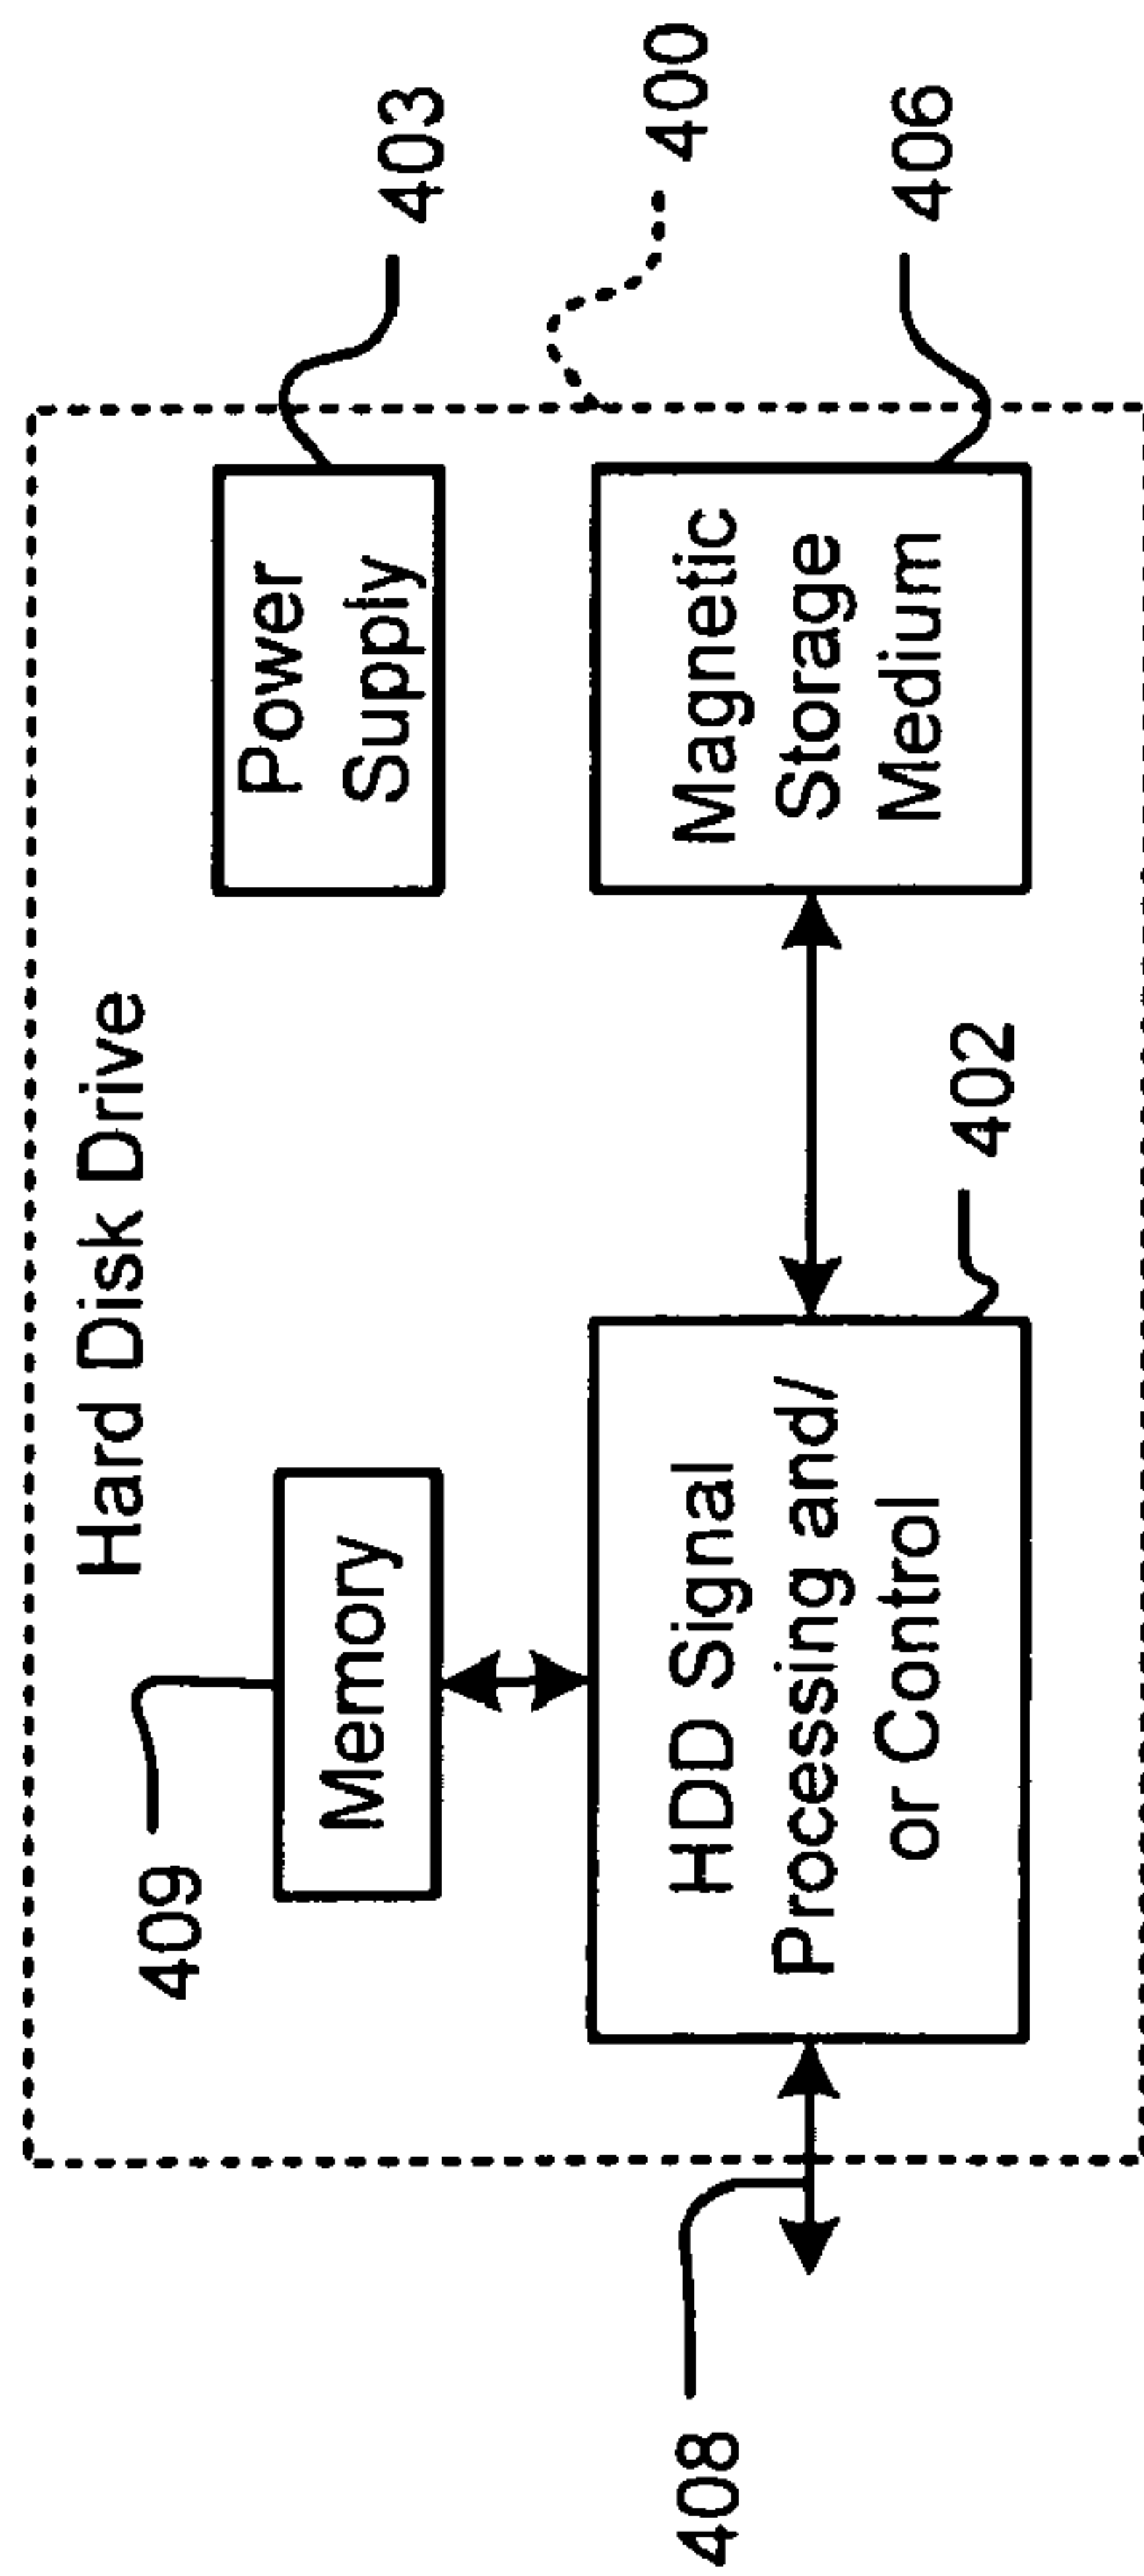 Hard Disk Drive
409
Memory
Power
Supply
403
400
408
HDD Signal
Processing and/
or Control
402
Magnetic
Storage
Medium
406